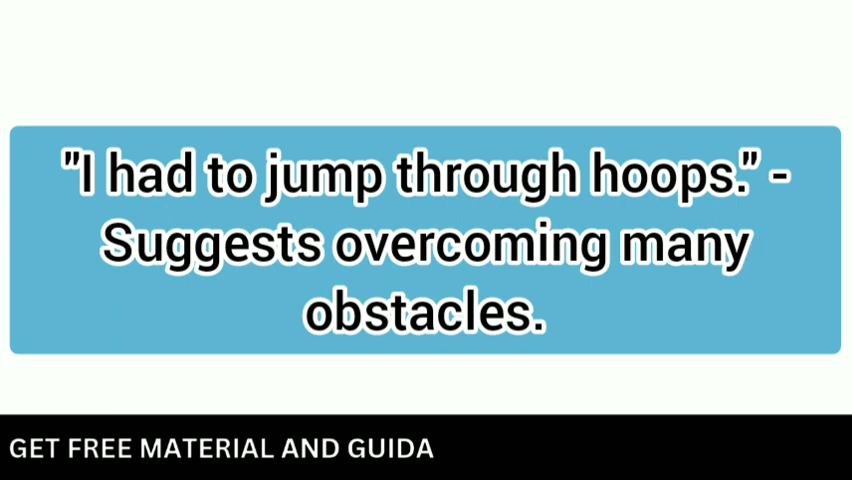 "I had to jump through hoops." -
Suggests overcoming many
obstacles.
GET FREE MATERIAL AND GUIDA